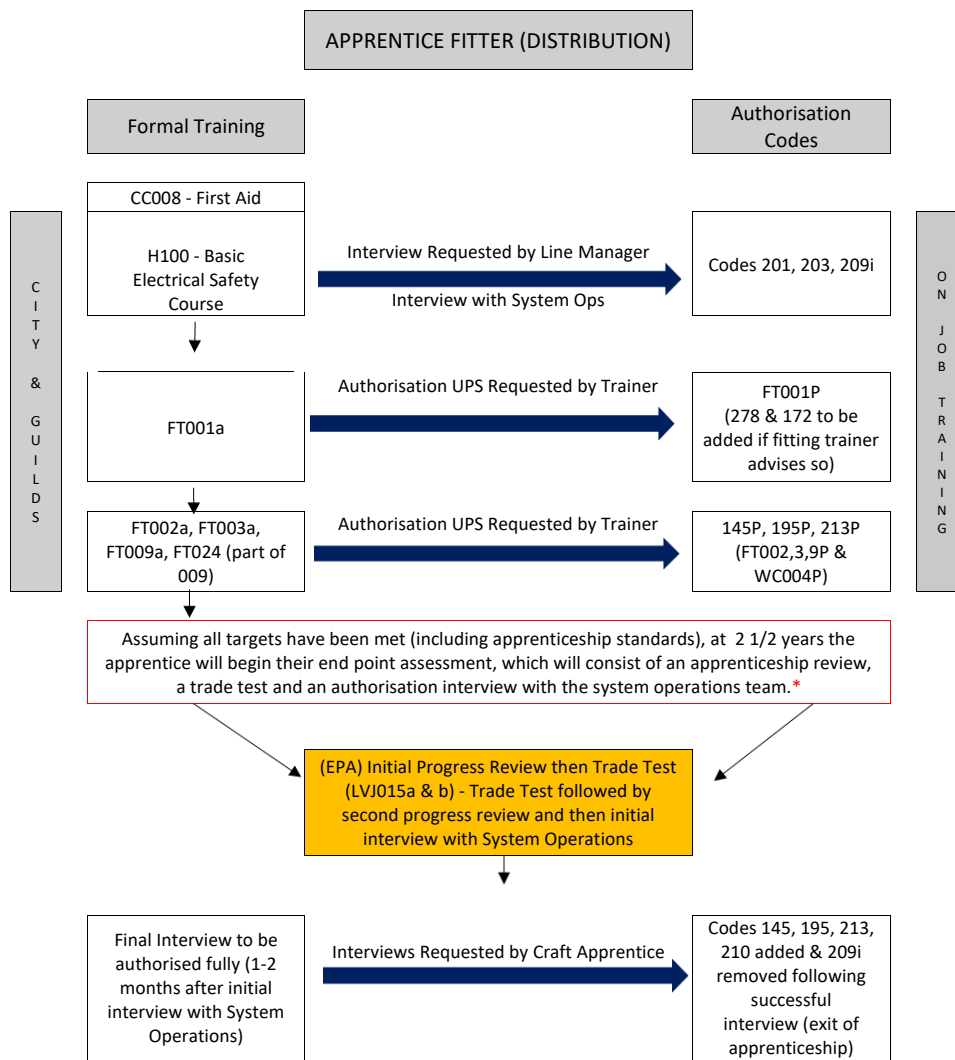 APPRENTICE FITTER (DISTRIBUTION)
Formal Training
Authorisation
Codes
CITY & GUILDS
ON JOB TRAINING
CC008 - First Aid
H100 - Basic
Electrical Safety
Course
Interview Requested by Line Manager
Interview with System Ops
Codes 201, 203, 209i
FT001a
Authorisation UPS Requested by Trainer
FT001P
(278 & 172 to be
added if fitting trainer
advises so)
FT002a, FT003a,
FT009a, FT024 (part of
009)
Authorisation UPS Requested by Trainer
145P, 195P, 213P
(FT002,3,9P &
WC004P)
Assuming all targets have been met (including apprenticeship standards), at 2 1/2 years the
apprentice will begin their end point assessment, which will consist of an apprenticeship review,
a trade test and an authorisation interview with the system operations team.*
(EPA) Initial Progress Review then Trade Test
(LVJ015a & b) - Trade Test followed by
second progress review and then initial
interview with System Operations
Final Interview to be
authorised fully (1-2
months after initial
interview with System
Operations)
Interviews Requested by Craft Apprentice
Codes 145, 195, 213,
210 added & 209i
removed following
successful
interview (exit of
apprenticeship)